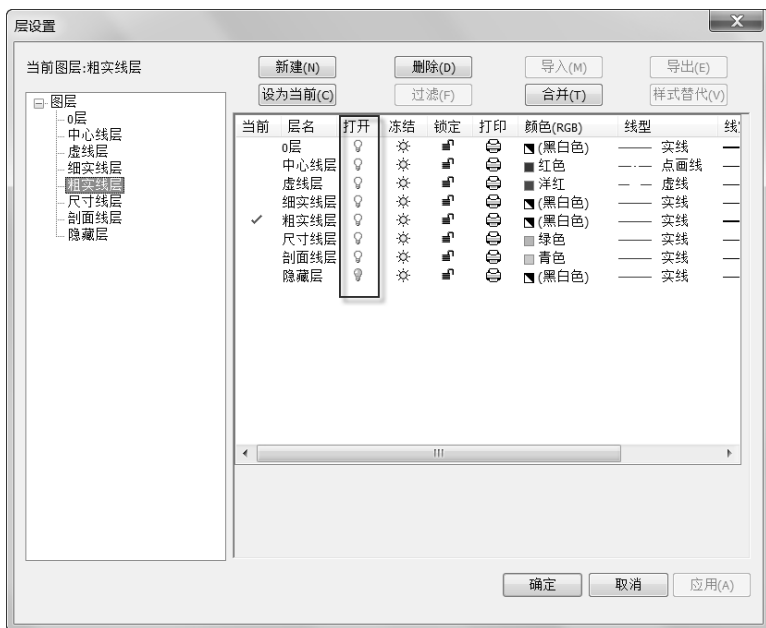 层设置
当前图层:粗实线层
新建(N) 删除(D) 导入(M) 导出(E)
设为当前(C) 过滤(F) 合并(T) 样式替代(V)
图层
0层
中心线层
虚线层
细实线层
粗实线层
尺寸线层
剖面线层
隐藏层
当前 层名 打开 冻结 锁定 打印 颜色(RGB) 线型
0层 (黑白色) 实线
中心线层 红色 点画线
虚线层 洋红 虚线
细实线层 (黑白色) 实线
粗实线层 (黑白色) 实线
尺寸线层 绿色 实线
剖面线层 青色 实线
隐藏层 (黑白色) 实线
确定 取消 应用(A)